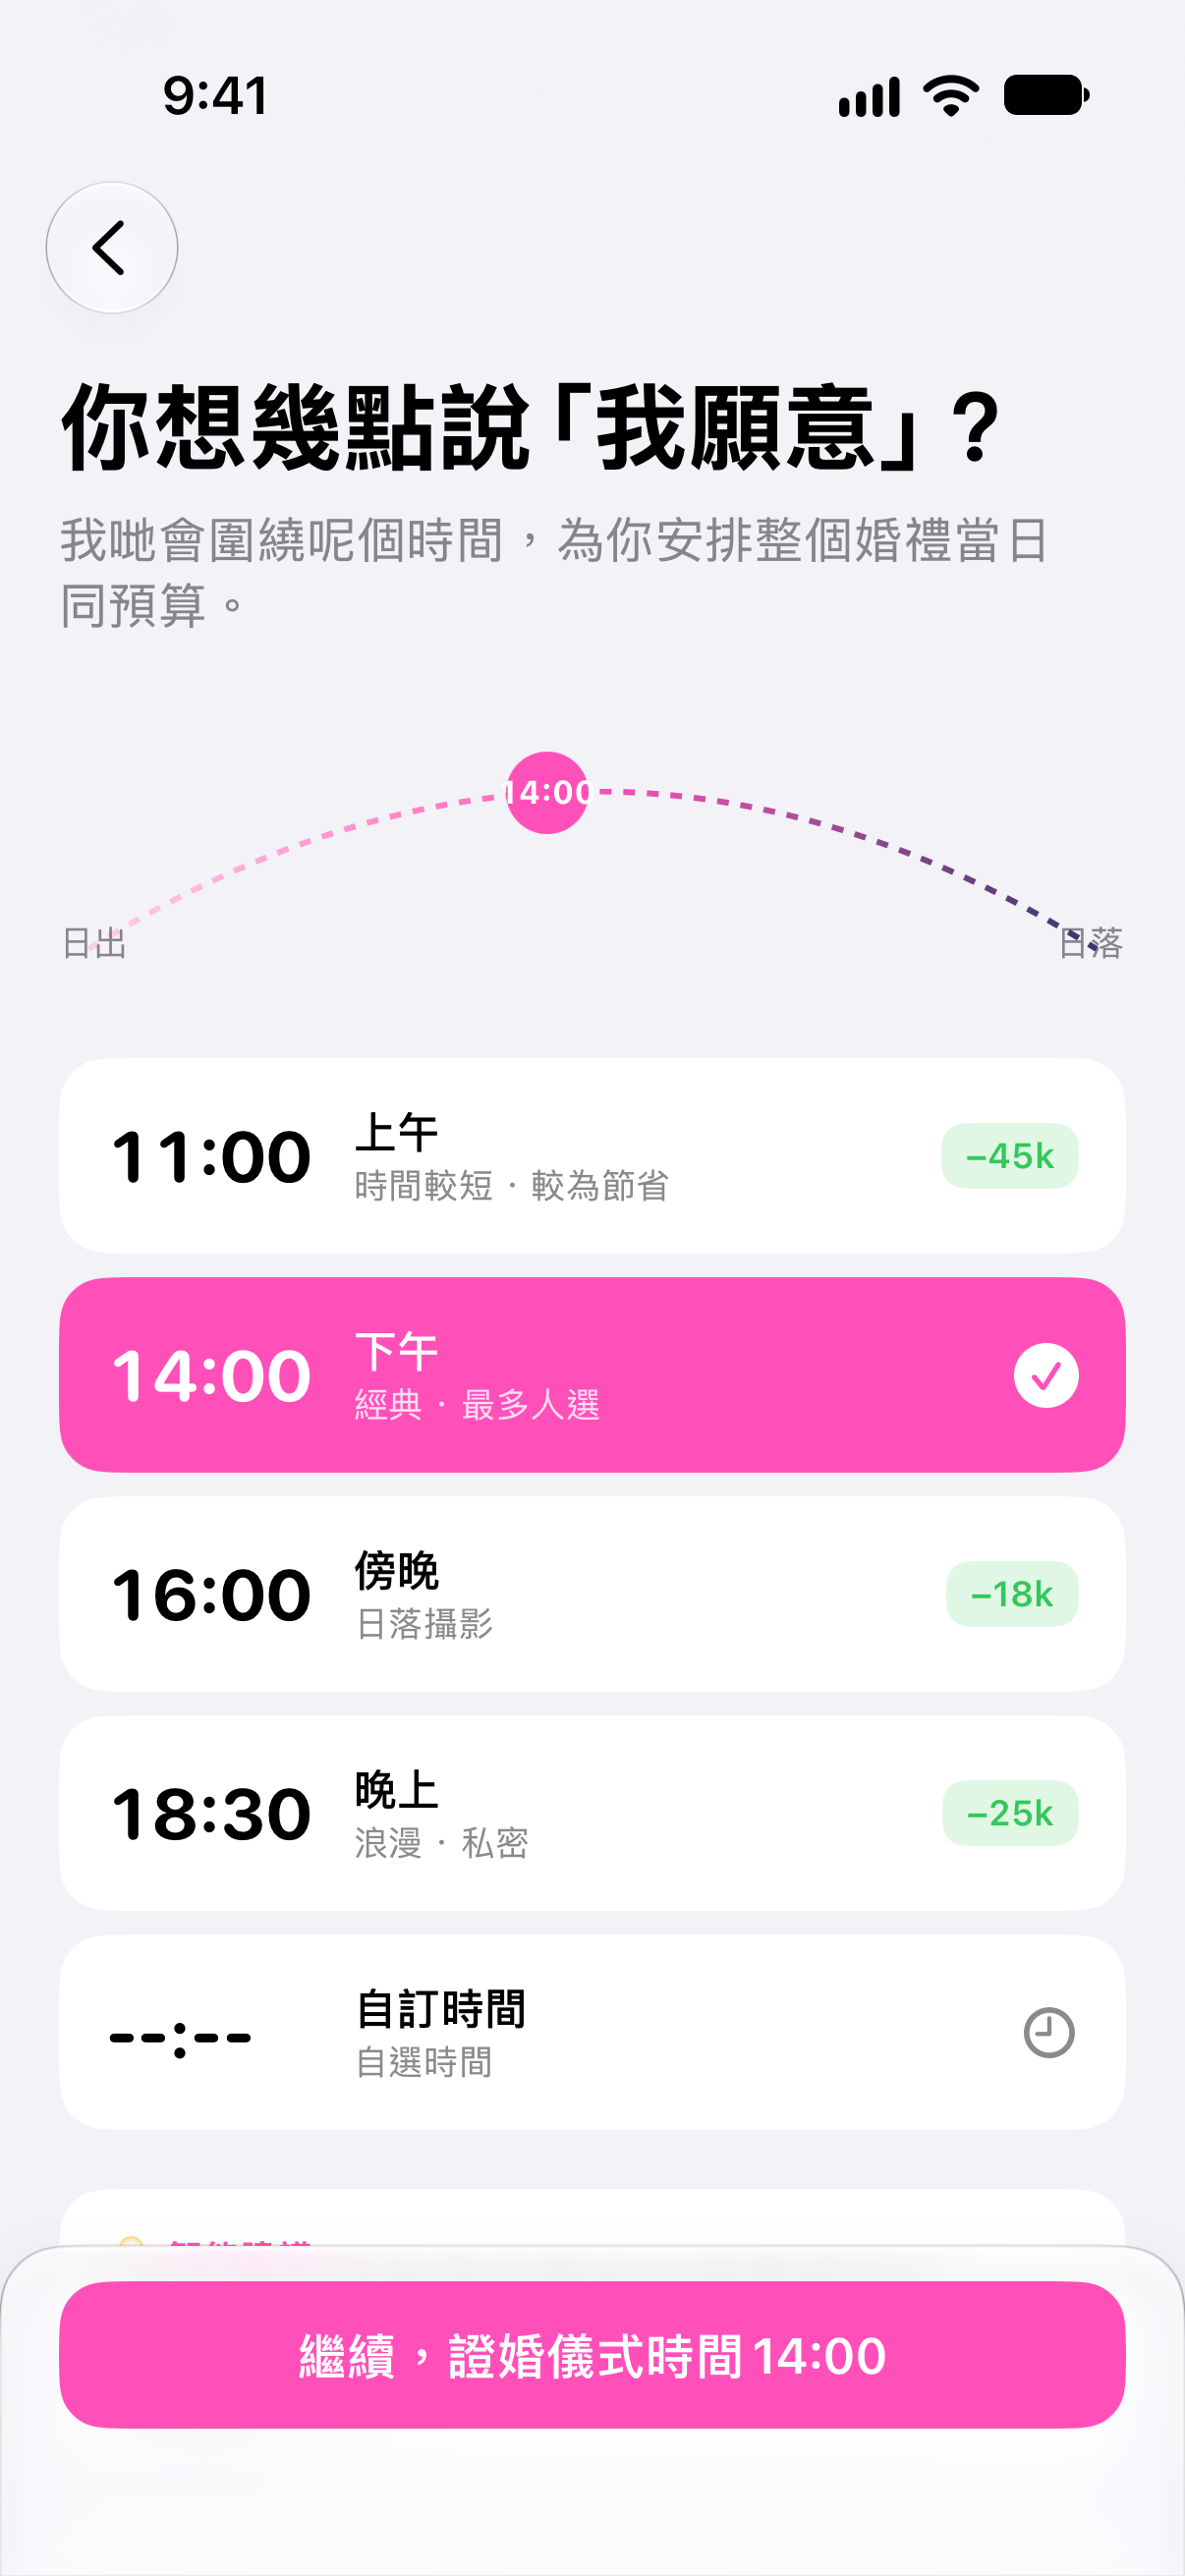 9:41
你想幾點說「我願意」?
我哋會圍繞呢個時間，為你安排整個婚禮當日
同預算。
14:00
日出
日落
11:00
上午
時間較短 · 較為節省
−45k
14:00
下午
經典 · 最多人選
16:00
傍晚
日落攝影
−18k
18:30
晚上
浪漫 · 私密
−25k
--:--
自訂時間
自選時間
繼續，證婚儀式時間 14:00